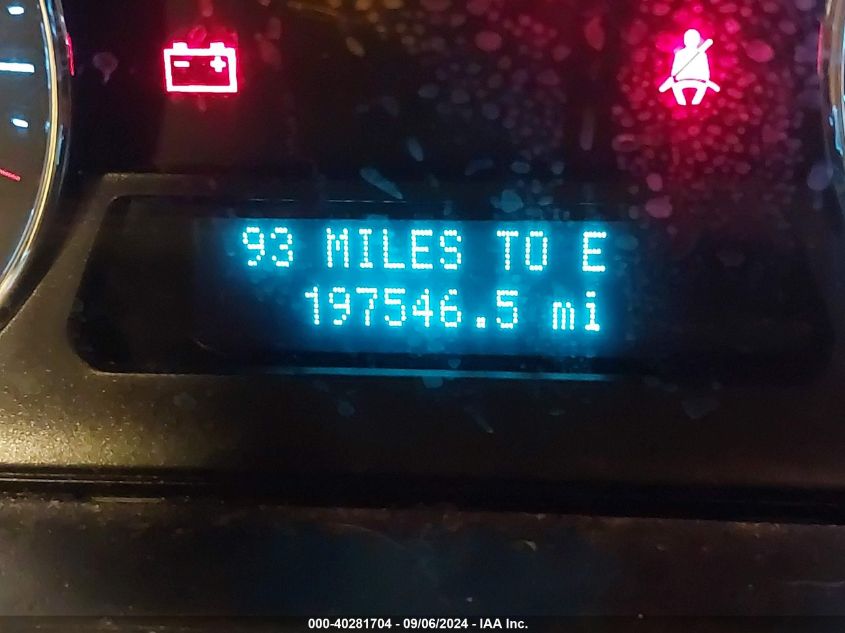 93 MILES TO E
197546.5 mi
000-40281704 - 09/06/2024 - IAA Inc.